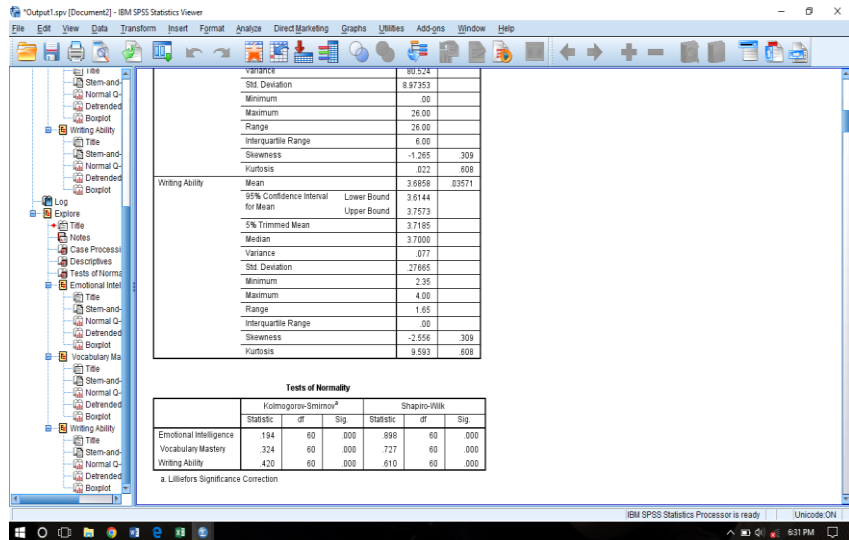 *Output1.spv [Document2] - IBM SPSS Statistics Viewer
File Edit View Data Transform Insert Format Analyze Direct Marketing Graphs Utilities Add-ons Window Help
Title
Stem-and-
Normal Q-
Detrended
Boxplot
Writing Ability
Title
Stem-and-
Normal Q-
Detrended
Boxplot
Log
Explore
Title
Notes
Case Processi
Descriptives
Tests of Norma
Emotional Intel
Title
Stem-and-
Normal Q-
Detrended
Boxplot
Vocabulary Ma
Title
Stem-and-
Normal Q-
Detrended
Boxplot
Writing Ability
Title
Stem-and-
Normal Q-
Detrended
Boxplot
Variance 80.524
Std. Deviation 8.97353
Minimum .00
Maximum 26.00
Range 26.00
Interquartile Range 6.00
Skewness -1.265 .309
Kurtosis .022 .608
Writing Ability Mean 3.6858 .03571
95% Confidence Interval Lower Bound 3.6144
for Mean Upper Bound 3.7573
5% Trimmed Mean 3.7185
Median 3.7000
Variance .077
Std. Deviation .27665
Minimum 2.35
Maximum 4.00
Range 1.65
Interquartile Range .00
Skewness -2.556 .309
Kurtosis 9.593 .608
Tests of Normality
Kolmogorov-Smirnov^a Shapiro-Wilk
Statistic df Sig. Statistic df Sig.
Emotional Intelligence .194 60 .000 .898 60 .000
Vocabulary Mastery .324 60 .000 .727 60 .000
Writing Ability .420 60 .000 .610 60 .000
a. Lilliefors Significance Correction
IBM SPSS Statistics Processor is ready Unicode:ON
6:31 PM